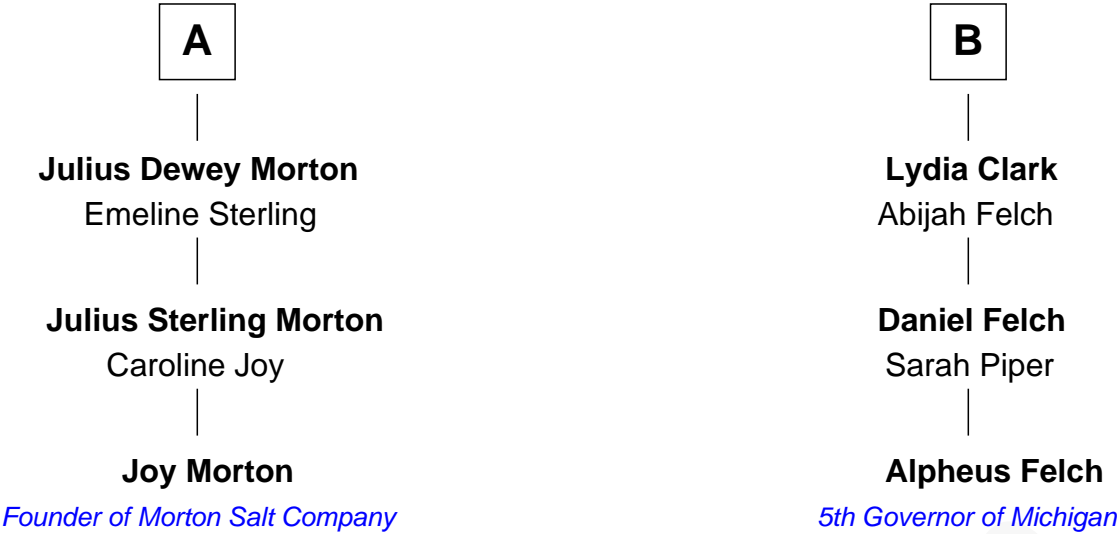 A
Julius Dewey Morton
Emeline Sterling
Julius Sterling Morton
Caroline Joy
Joy Morton
Founder of Morton Salt Company
B
Lydia Clark
Abijah Felch
Daniel Felch
Sarah Piper
Alpheus Felch
5th Governor of Michigan